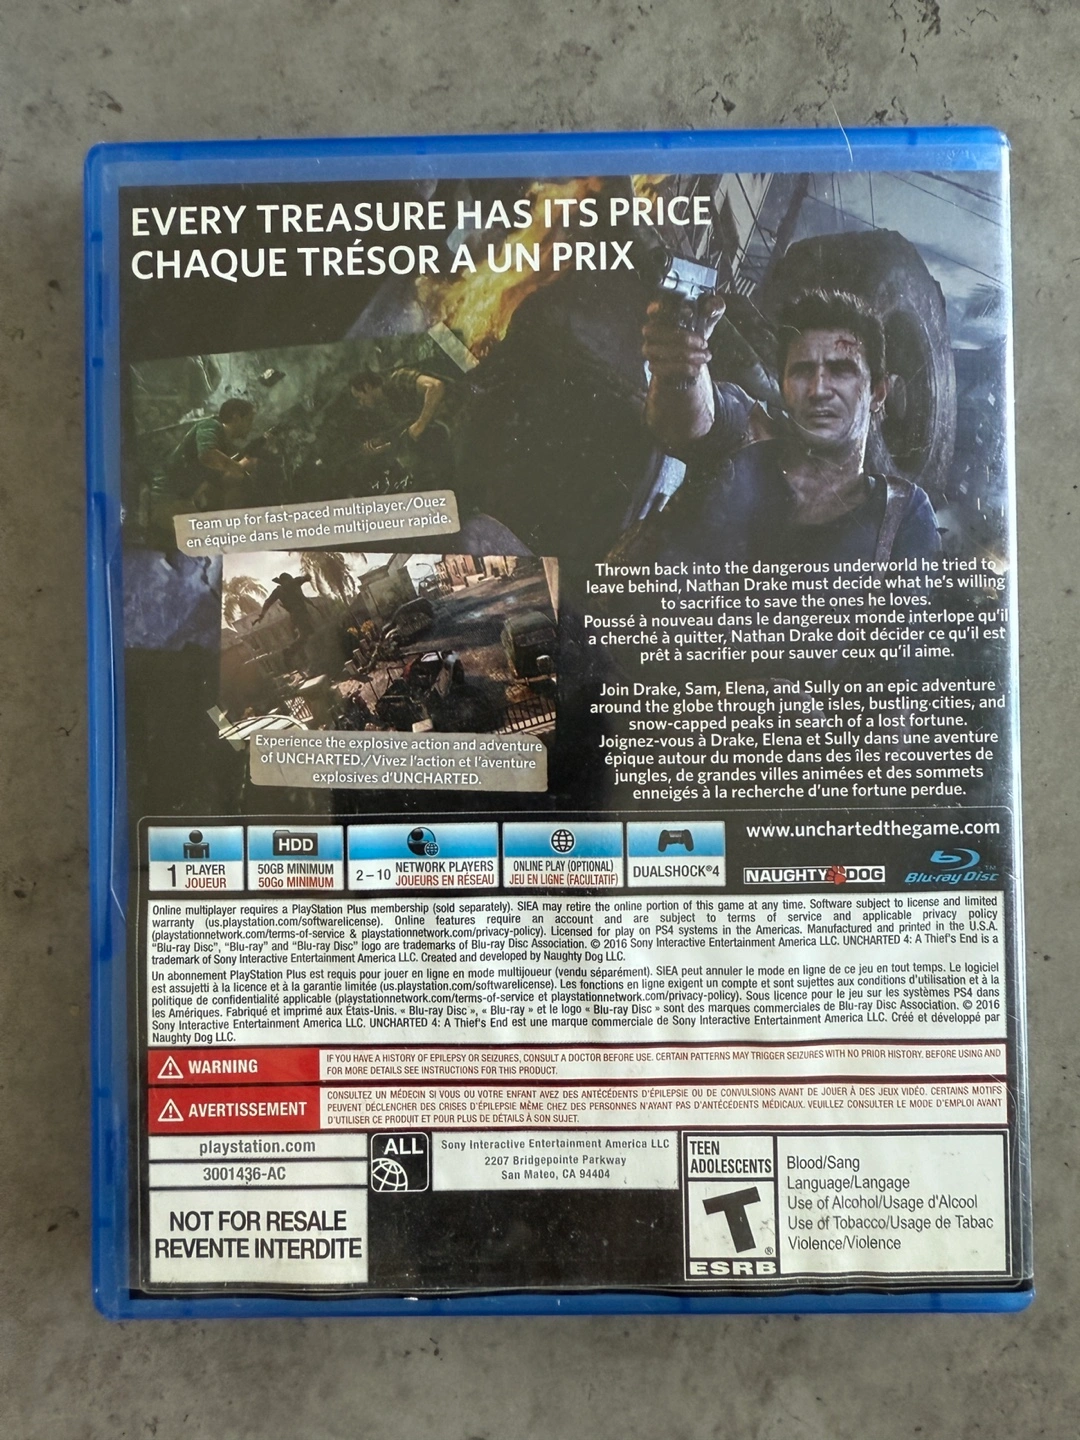 EVERY TREASURE HAS ITS PRICE
CHAQUE TRÉSOR A UN PRIX
Team up for fast-paced multiplayer./Ouez
en équipe dans le mode multijoueur rapide.
Experience the explosive action and adventure
of UNCHARTED./Vivez l'action et l'aventure
explosives d'UNCHARTED.
Thrown back into the dangerous underworld he tried to
leave behind, Nathan Drake must decide what he's willing
to sacrifice to save the ones he loves.
Poussé à nouveau dans le dangereux monde interlope qu'il
a cherché à quitter, Nathan Drake doit décider ce qu'il est
prêt à sacrifier pour sauver ceux qu'il aime.
Join Drake, Sam, Elena, and Sully on an epic adventure
around the globe through jungle isles, bustling cities, and
snow-capped peaks in search of a lost fortune.
Joignez-vous à Drake, Elena et Sully dans une aventure
épique autour du monde dans des îles recouvertes de
jungles, de grandes villes animées et des sommets
enneigés à la recherche d'une fortune perdue.
1 PLAYER
JOUEUR
HDD
50GB MINIMUM
50Go MINIMUM
2-10 NETWORK PLAYERS
JOUEURS EN RÉSEAU
ONLINE PLAY (OPTIONAL)
JEU EN LIGNE (FACULTATIF)
DUALSHOCK®4
www.unchartedthegame.com
NAUGHTY DOG
Blu-ray Disc™
Online multiplayer requires a PlayStation Plus membership (sold separately). SIEA may retire the online portion of this game at any time. Software subject to license and limited
warranty (us.playstation.com/softwarelicense). Online features require an account and are subject to terms of service and applicable privacy policy
(playstationnetwork.com/terms-of-service & playstationnetwork.com/privacy-policy). Licensed for play on PS4 systems in the Americas. Manufactured and printed in the U.S.A.
"Blu-ray Disc", "Blu-ray" and "Blu-ray Disc" logo are trademarks of Blu-ray Disc Association. © 2016 Sony Interactive Entertainment America LLC. UNCHARTED 4: A Thief's End is a
trademark of Sony Interactive Entertainment America LLC. Created and developed by Naughty Dog LLC.
Un abonnement PlayStation Plus est requis pour jouer en ligne en mode multijoueur (vendu séparément). SIEA peut annuler le mode en ligne de ce jeu en tout temps. Le logiciel
est assujetti à la licence et à la garantie limitée (us.playstation.com/softwarelicense). Les fonctions en ligne exigent un compte et sont sujettes aux conditions d'utilisation et à la
politique de confidentialité applicable (playstationnetwork.com/terms-of-service et playstationnetwork.com/privacy-policy). Sous licence pour le jeu sur les systèmes PS4 dans
les Amériques. Fabriqué et imprimé aux États-Unis. « Blu-ray Disc », « Blu-ray » et le logo « Blu-ray Disc » sont des marques commerciales de Blu-ray Disc Association. © 2016
Sony Interactive Entertainment America LLC. UNCHARTED 4: A Thief's End est une marque commerciale de Sony Interactive Entertainment America LLC. Créé et développé par
Naughty Dog LLC.
WARNING
IF YOU HAVE A HISTORY OF EPILEPSY OR SEIZURES, CONSULT A DOCTOR BEFORE USE. CERTAIN PATTERNS MAY TRIGGER SEIZURES WITH NO PRIOR HISTORY. BEFORE USING AND
FOR MORE DETAILS SEE INSTRUCTIONS FOR THIS PRODUCT.
AVERTISSEMENT
CONSULTEZ UN MÉDECIN SI VOUS OU VOTRE ENFANT AVEZ DES ANTÉCÉDENTS D'ÉPILEPSIE OU DE CONVULSIONS AVANT DE JOUER À DES JEUX VIDÉO. CERTAINS MOTIFS
PEUVENT DÉCLENCHER DES CRISES D'ÉPILEPSIE MÊME CHEZ DES PERSONNES N'AYANT PAS D'ANTÉCÉDENTS MÉDICAUX. VEUILLEZ CONSULTER LE MODE D'EMPLOI AVANT
D'UTILISER CE PRODUIT ET POUR PLUS DE DÉTAILS À SON SUJET.
playstation.com
3001436-AC
NOT FOR RESALE
REVENTE INTERDITE
ALL
Sony Interactive Entertainment America LLC
2207 Bridgepointe Parkway
San Mateo, CA 94404
TEEN
ADOLESCENTS
T
®
ESRB
Blood/Sang
Language/Langage
Use of Alcohol/Usage d'Alcool
Use of Tobacco/Usage de Tabac
Violence/Violence